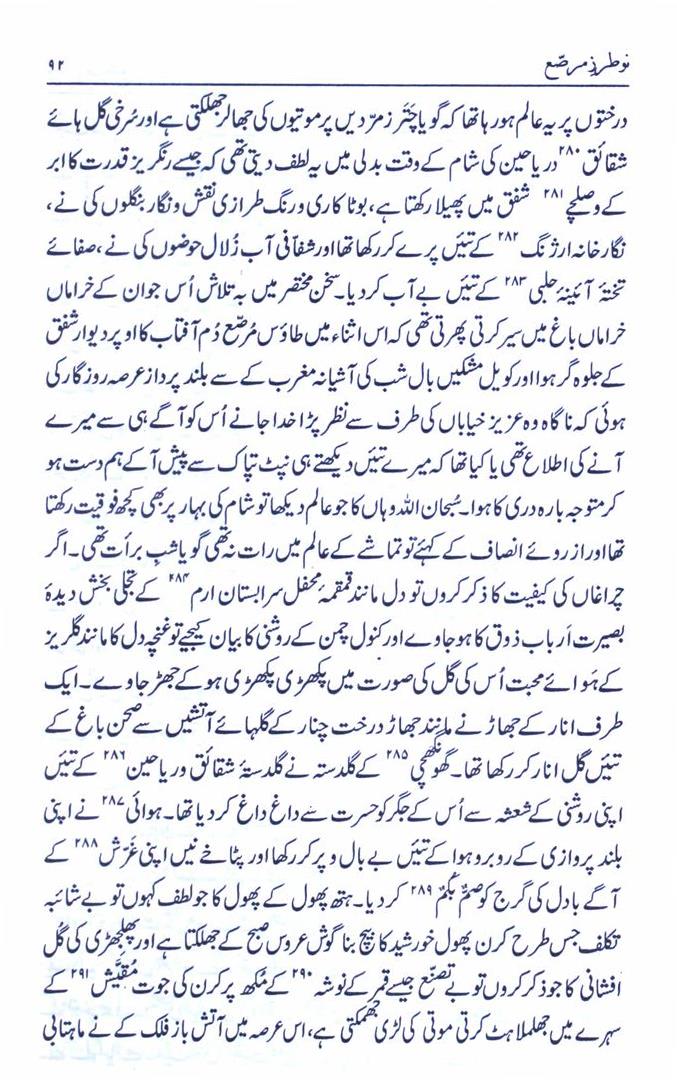 نو طرزِ مرصّع
۹۲
درختوں پر یہ عالم ہو رہا تھا کہ گویا چَتَرِ زمرّدیں پر موتیوں کی جھالر جھلکتی ہے اور سُرخی گل ہائے
شقائق ۲۸۰ دریاحین کی شام کے وقت بدلی میں یہ لطف دیتی تھی کہ جیسے رنگریز قدرت کا ابر
کے وصلچے ۲۸۱ شفق میں پھیلا رکھتا ہے، بوٹا کاری و رنگ طرازی نقش و نگار بنگلوں کی نے،
نگار خانہ ارژنگ ۲۸۲ کے تئیں پرے کر رکھا تھا اور شفّافی آب زُلال حوضوں کی نے، صفائے
تختۂ آئینۂ حلبی ۲۸۳ کے تئیں بے آب کر دیا۔ سخن مختصر میں بہ تلاش اُس جوان کے خراماں
خراماں باغ میں سیر کرتی پھرتی تھی کہ اس اثناء میں طاؤسِ مُرصّع دُم آفتاب کا اوپر دیوار شفق
کے جلوہ گر ہوا اور کویل مشکیں بال شب کی آشیانہ مغرب کے سے بلند پرداز عرصہ روزگار کی
ہوئی کہ ناگاہ وہ عزیز خیاباں کی طرف سے نظر پڑا خدا جانے اُس کو آگے ہی سے میرے
آنے کی اطلاع تھی یا کیا تھا کہ میرے تئیں دیکھتے ہی نپٹ تپاک سے پیش آ کے ہم دست ہو
کر متوجہ بارہ دری کا ہوا۔ سُبحان اللہ وہاں کا جو عالم دیکھا تو شام کی بہار پر بھی کچھ فوقیت رکھتا
تھا اور از روئے انصاف کے کہئے تو تماشے کے عالم میں رات نہ تھی گویا شبِ برأت تھی۔ اگر
چراغاں کی کیفیت کا ذکر کروں تو دل مانند قمقمۂ محفل سرابستان ارم ۲۸۴ کے تجلی بخش دیدۂ
بصیرت اَربابِ ذوق کا ہو جاوے اور کنول چمن کے روشنی کا بیان کیجیے تو غنچہ دل کا مانند گلریز
کے ہَوائے محبت اُس کی گل کی صورت میں پکھڑی پکھڑی ہو کے جھڑ جاوے۔ ایک
طرف انار کے جھاڑ نے مانند جھاڑ درخت چنار کے گلہائے آتشیں سے صحن باغ کے
تئیں گل انار کر رکھا تھا۔ گھونگھچی ۲۸۵ کے گلدستہ نے گلدستۂ شقائق و ریاحین ۲۸۶ کے تئیں
اپنی روشنی کے شعشہ سے اُس کے جگر کو حسرت سے داغ داغ کر دیا تھا۔ ہوائی ۲۸۷ نے اپنی
بلند پروازی کے روبرو ہوا کے تئیں بے بال و پر کر رکھا اور پٹاخے نیں اپنی غَرّش ۲۸۸ کے
آگے بادل کی گرج کو صمٌّ بکمٌ ۲۸۹ کر دیا۔ ہتھ پھول کے پھول کا جو لطف کہوں تو بے شائبہ
تکلف جس طرح کرن پھول خورشید کا بیچ بنا گوش عروس صبح کے جھلکتا ہے اور پھلجھڑی کی گُل
افشانی کا جو ذکر کروں تو بے تصنّع جیسے قمر کے نوشہ ۲۹۰ کے مُکھ پر کرن کی جوت مُقیّش ۲۹۱ کے
سہرے میں جھلملاہٹ کرتی موتی کی لڑی جھمکتی ہے، اس عرصہ میں آتش باز فلک کے نے ماہتابی